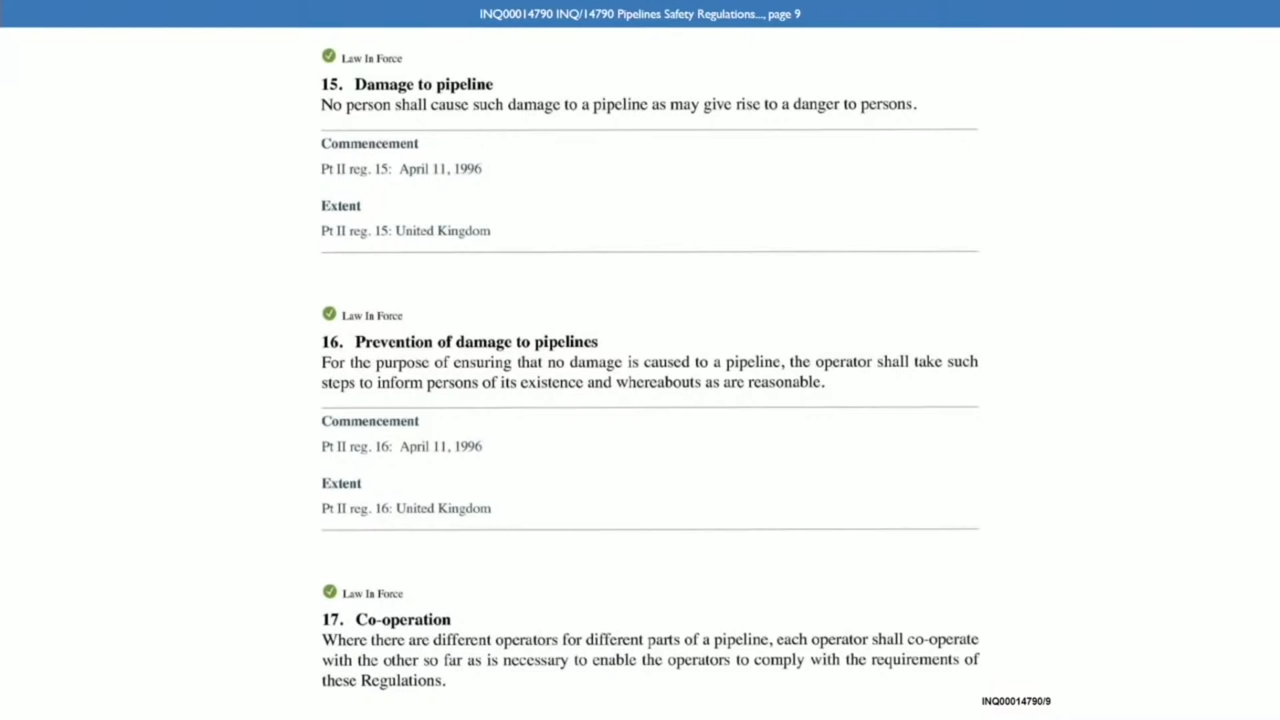 INQ00014790 INQ/14790 Pipelines Safety Regulations..., page 9
Law In Force
15. Damage to pipeline
No person shall cause such damage to a pipeline as may give rise to a danger to persons.
Commencement
Pt II reg. 15: April 11, 1996
Extent
Pt II reg. 15: United Kingdom
Law In Force
16. Prevention of damage to pipelines
For the purpose of ensuring that no damage is caused to a pipeline, the operator shall take such
steps to inform persons of its existence and whereabouts as are reasonable.
Commencement
Pt II reg. 16: April 11, 1996
Extent
Pt II reg. 16: United Kingdom
Law In Force
17. Co-operation
Where there are different operators for different parts of a pipeline, each operator shall co-operate
with the other so far as is necessary to enable the operators to comply with the requirements of
these Regulations.
INQ00014790/9